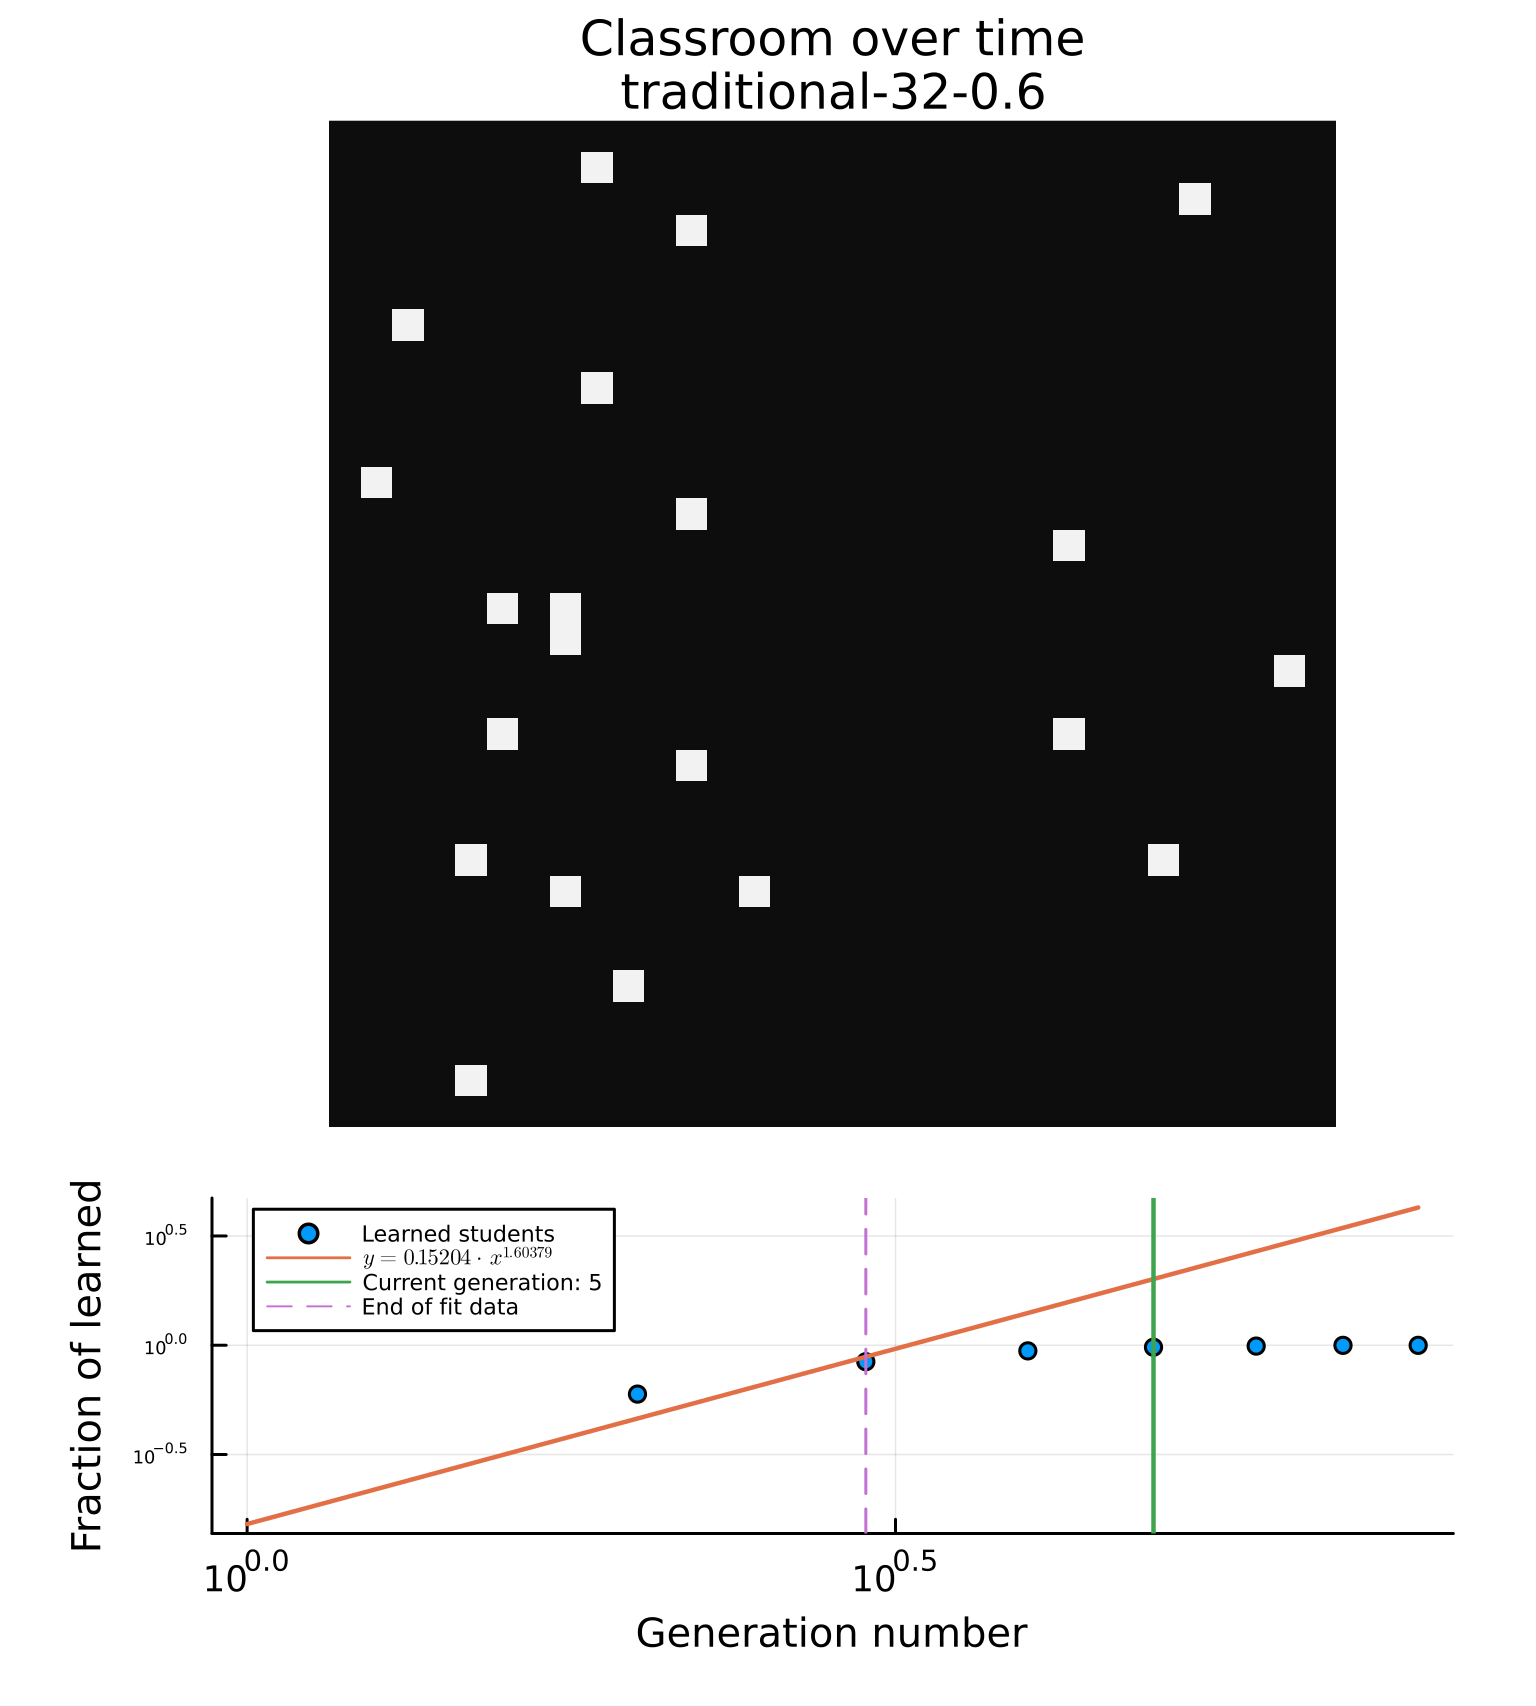 Classroom over time
traditional-32-0.6
Fraction of learned
10^0.5
10^0.0
10^−0.5
Learned students
y = 0.15204 · x^1.60379
Current generation: 5
End of fit data
10^0.0
10^0.5
Generation number